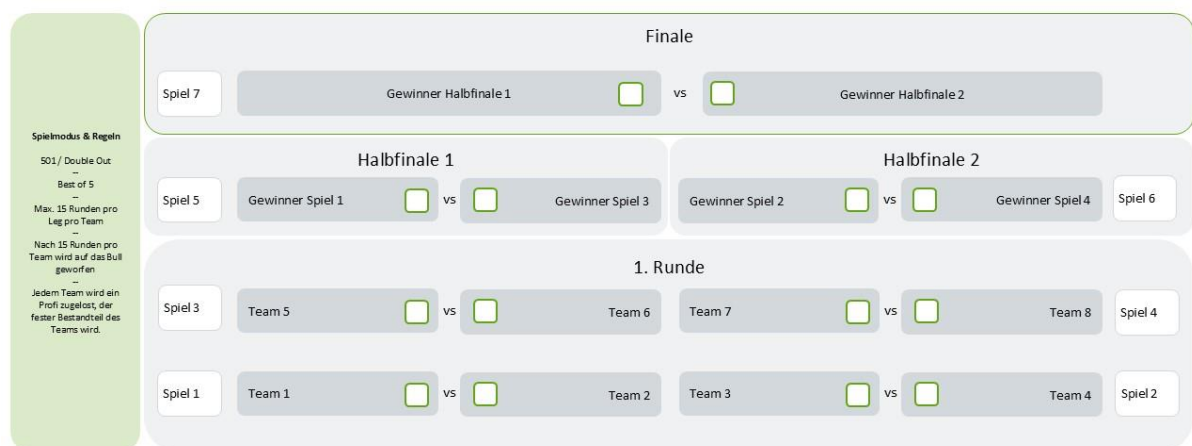 Spielmodus & Regeln
501 / Double Out
--
Best of 5
--
Max. 15 Runden pro
Leg pro Team
--
Nach 15 Runden pro
Team wird auf das Bull
geworfen
--
Jedem Team wird ein
Profi zugelost, der
fester Bestandteil des
Teams wird.
Finale
Spiel 7 Gewinner Halbfinale 1 vs Gewinner Halbfinale 2
Halbfinale 1 Halbfinale 2
Spiel 5 Gewinner Spiel 1 vs Gewinner Spiel 3 Gewinner Spiel 2 vs Gewinner Spiel 4 Spiel 6
1. Runde
Spiel 3 Team 5 vs Team 6 Team 7 vs Team 8 Spiel 4
Spiel 1 Team 1 vs Team 2 Team 3 vs Team 4 Spiel 2